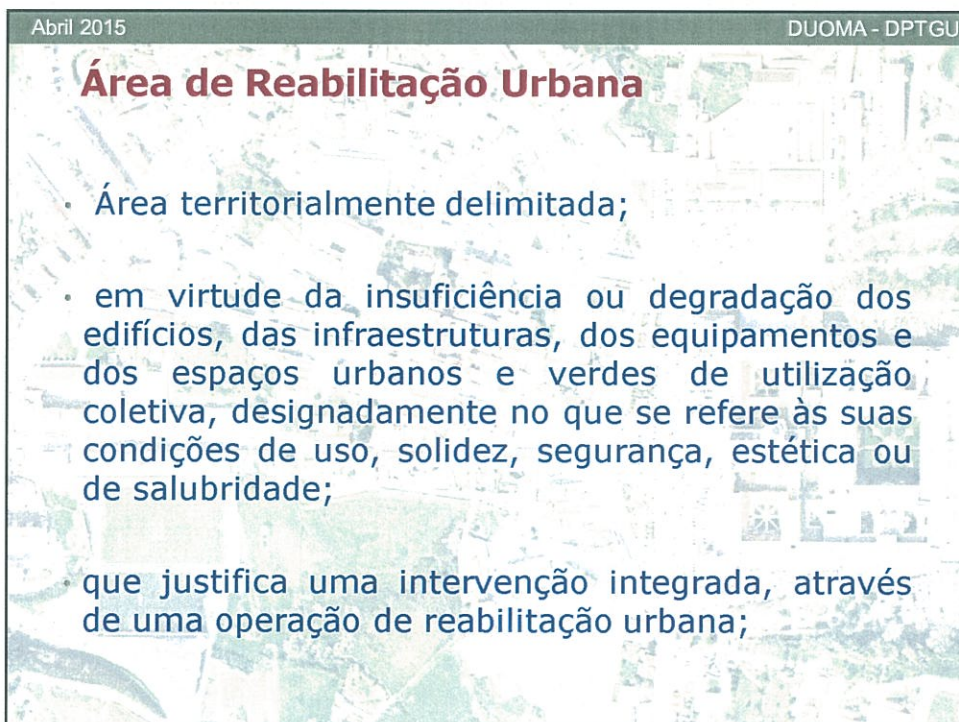 Abril 2015
DUOMA - DPTGU
Área de Reabilitação Urbana
· Área territorialmente delimitada;
· em virtude da insuficiência ou degradação dos
edifícios, das infraestruturas, dos equipamentos e
dos espaços urbanos e verdes de utilização
coletiva, designadamente no que se refere às suas
condições de uso, solidez, segurança, estética ou
de salubridade;
· que justifica uma intervenção integrada, através
de uma operação de reabilitação urbana;